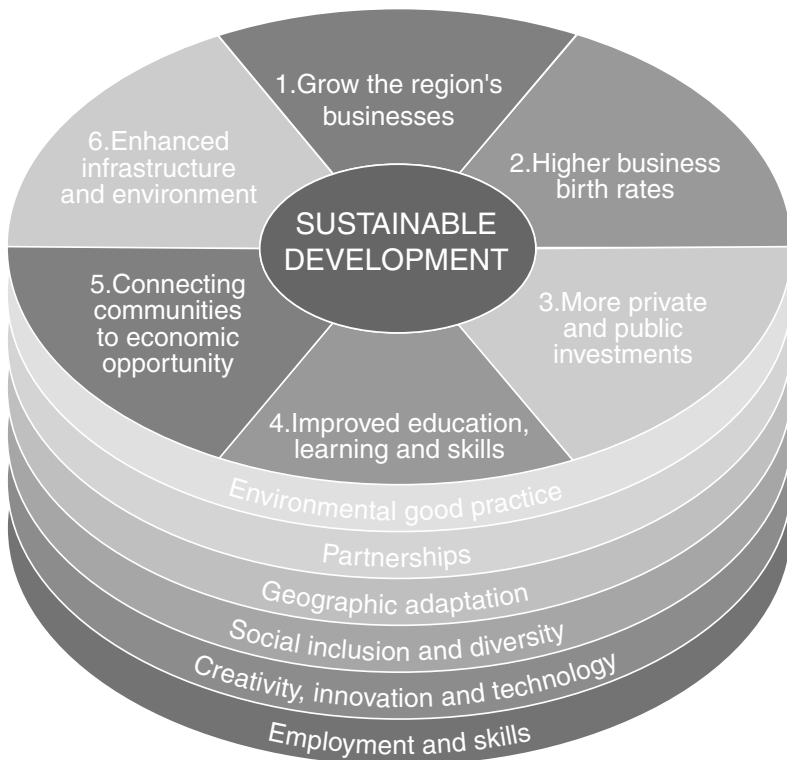 1.Grow the region's
businesses
2.Higher business
birth rates
3.More private
and public
investments
4.Improved education,
learning and skills
5.Connecting
communities
to economic
opportunity
6.Enhanced
infrastructure
and environment
SUSTAINABLE
DEVELOPMENT
Environmental good practice
Partnerships
Geographic adaptation
Social inclusion and diversity
Creativity, innovation and technology
Employment and skills